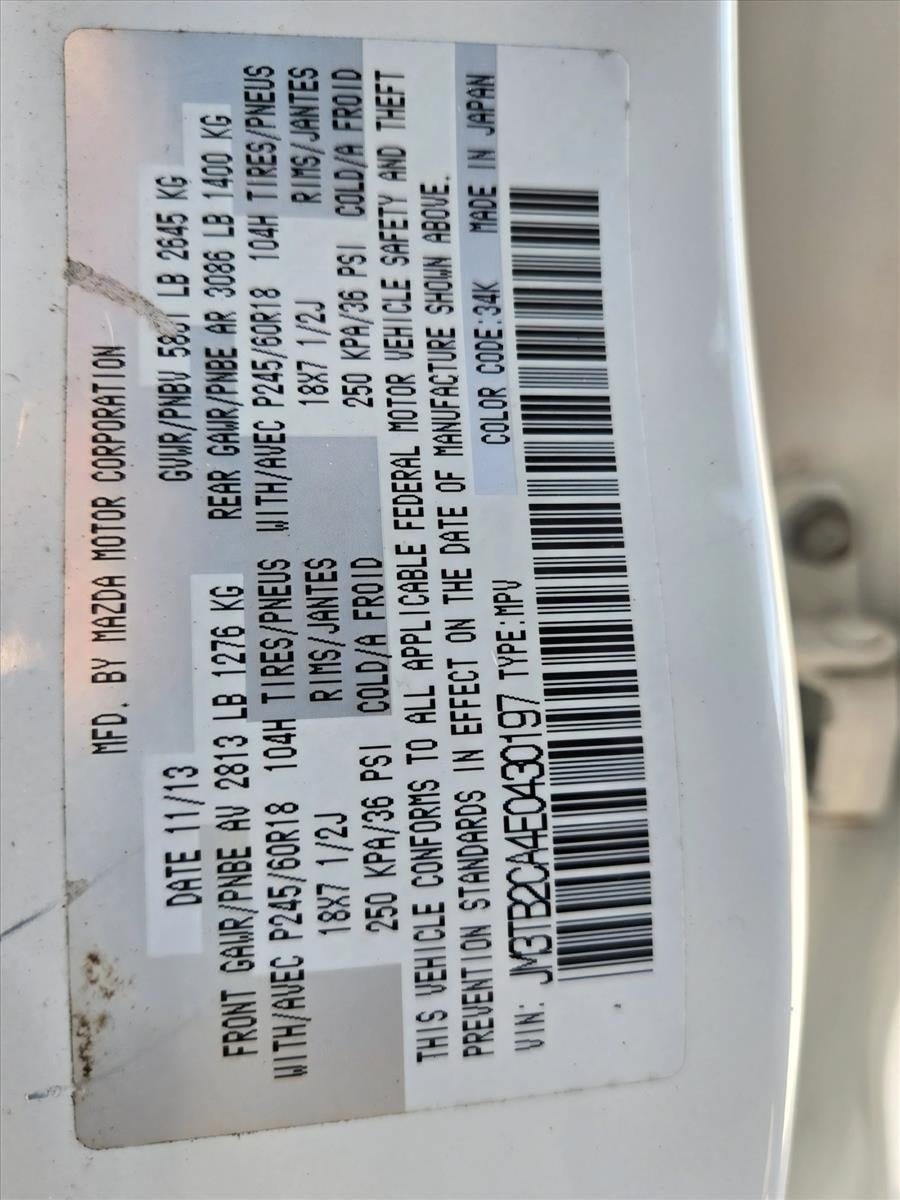 MFD. BY MAZDA MOTOR CORPORATION
DATE 11/13
GVWR/PNBV LB 2645 KG
FRONT GAWR/PNBE AV 2813 LB 1276 KG
REAR GAWR/PNBE AR 3086 LB 1400 KG
WITH/AVEC P245/60R18 104H TIRES/PNEUS
WITH/AVEC P245/60R18 104H TIRES/PNEUS
18X7 1/2J RIMS/JANTES
18X7 1/2J RIMS/JANTES
250 KPA/36 PSI COLD/A FROID
250 KPA/36 PSI COLD/A FROID
THIS VEHICLE CONFORMS TO ALL APPLICABLE FEDERAL MOTOR VEHICLE SAFETY AND THEFT
PREVENTION STANDARDS IN EFFECT ON THE DATE OF MANUFACTURE SHOWN ABOVE.
COLOR CODE:34K MADE IN JAPAN
VIN: JM3TB2CA4E0430197 TYPE:MPV